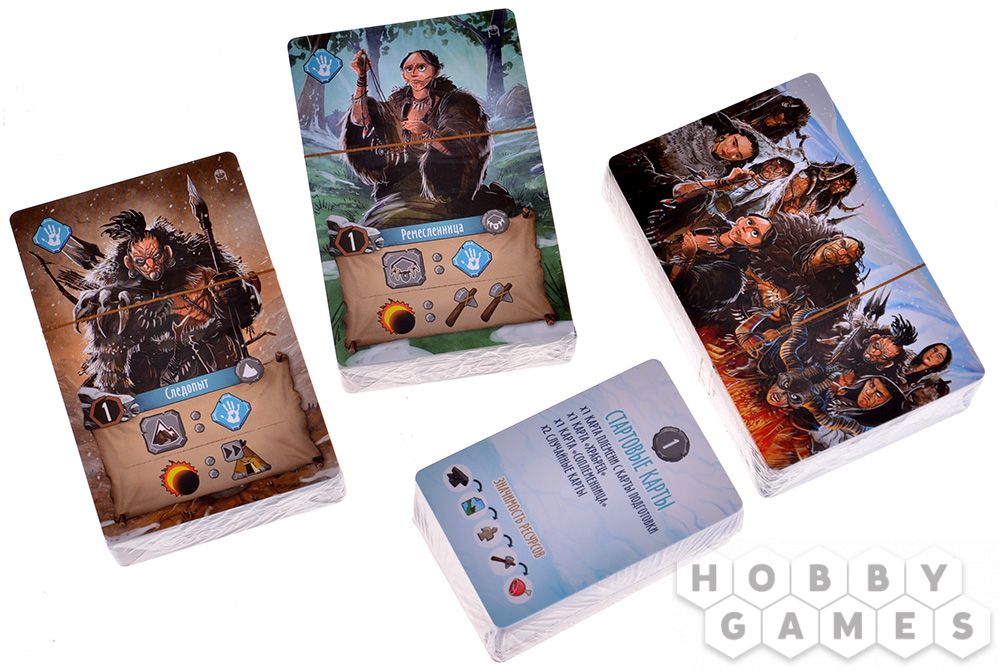 Ремесленница
1
Следопыт
1
1
СТАРТОВЫЕ КАРТЫ
X1 КАРТА ПЛЕМЕНИ С КАРТЫ ПОДГОТОВКИ
X1 КАРТА «ХРАБРЕЦ»
X1 КАРТА «СОПЛЕМЕННИЦА»
X2 СЛУЧАЙНЫЕ КАРТЫ
ЗНАЧИМОСТЬ РЕСУРСОВ
HOBBY
GAMES